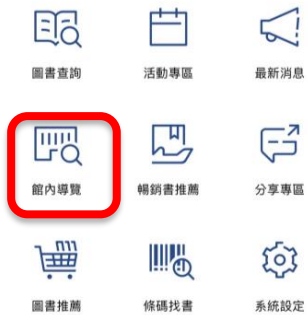 圖書查詢
活動專區
最新消息
館內導覽
暢銷書推薦
分享專區
圖書推薦
條碼找書
系統設定